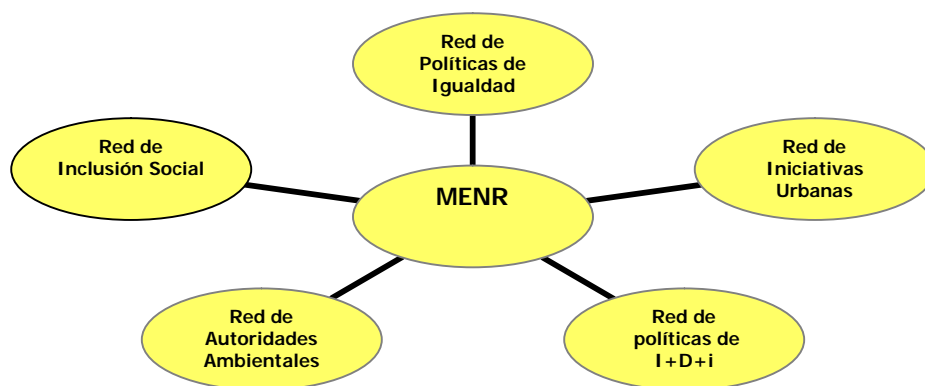 Red de
Políticas de
Igualdad
Red de
Inclusión Social
MENR
Red de
Iniciativas
Urbanas
Red de
Autoridades
Ambientales
Red de
políticas de
I+D+i